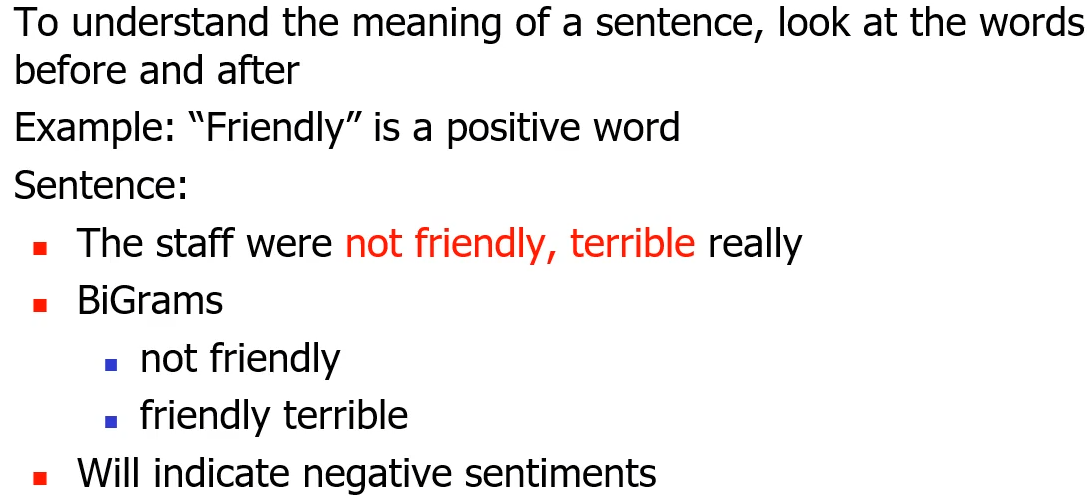 To understand the meaning of a sentence, look at the words
before and after
Example: “Friendly” is a positive word
Sentence:
The staff were not friendly, terrible really
BiGrams
not friendly
friendly terrible
Will indicate negative sentiments